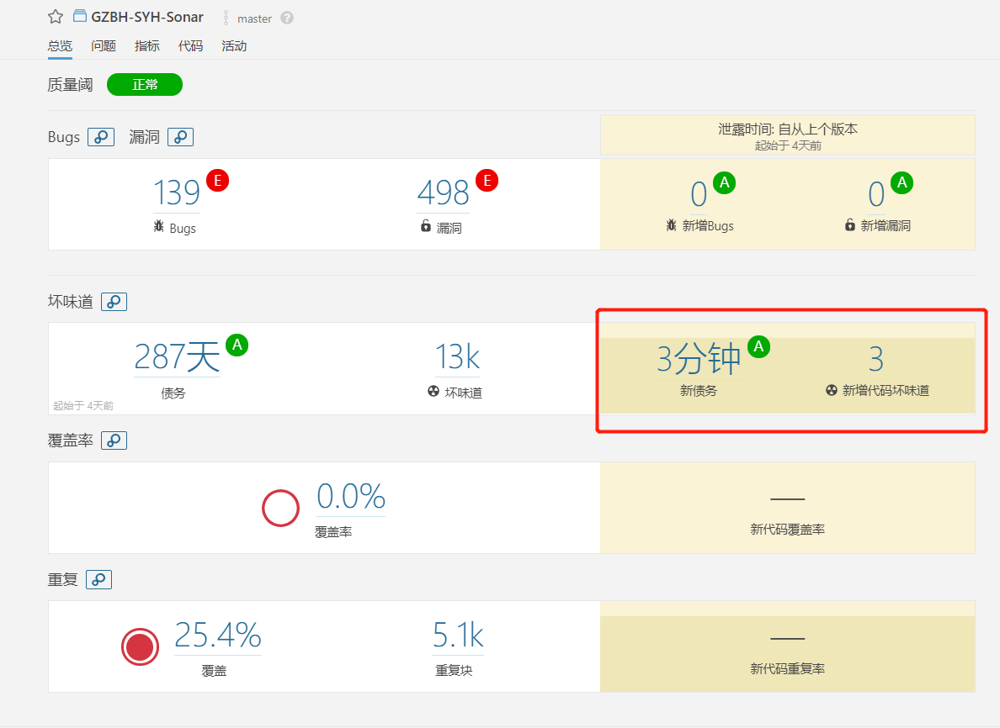 GZBH-SYH-Sonar master ?
总览 问题 指标 代码 活动
质量阈 正常
Bugs 漏洞
泄露时间: 自从上个版本
起始于 4天前
139 E 498 E 0 A 0 A
Bugs 漏洞 新增Bugs 新增漏洞
坏味道
287天 A 13k 3分钟 A 3
债务 坏味道 新债务 新增代码坏味道
起始于 4天前
覆盖率
0.0% —
覆盖率 新代码覆盖率
重复
25.4% 5.1k —
覆盖 重复块 新代码重复率